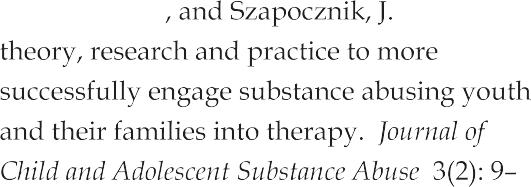 , and Szapocznik, J.
theory, research and practice to more
successfully engage substance abusing youth
and their families into therapy. Journal of
Child and Adolescent Substance Abuse 3(2): 9–